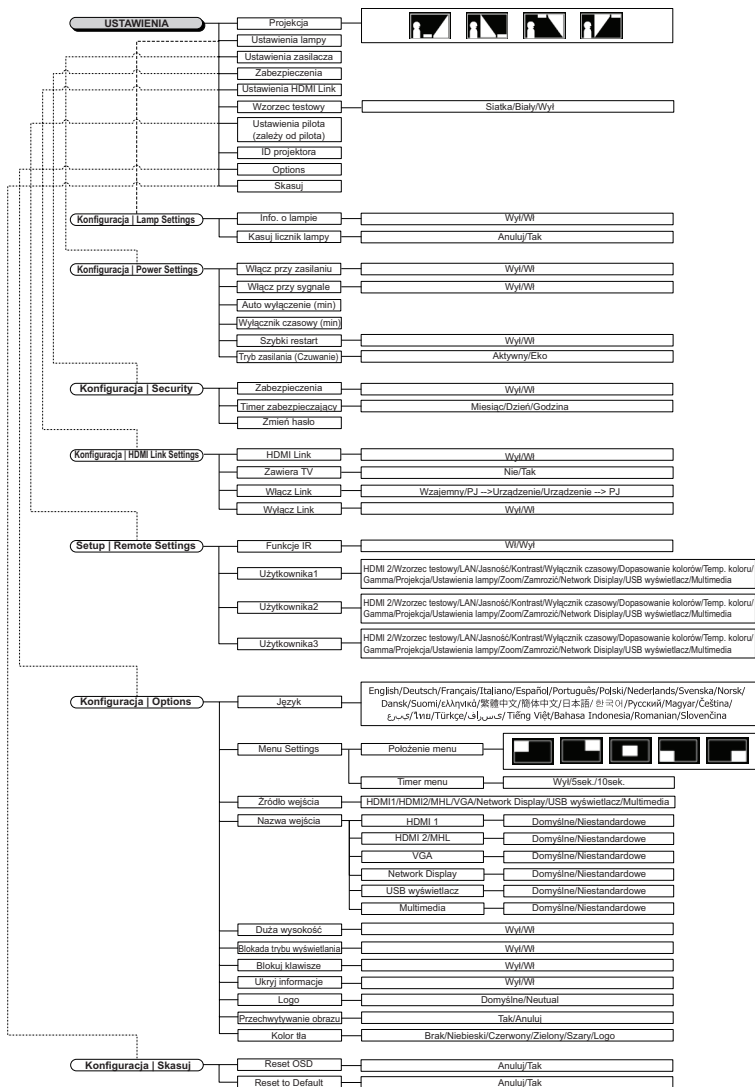 USTAWIENIA
Projekcja
Ustawienia lampy
Ustawienia zasilacza
Zabezpieczenia
Ustawienia HDMI Link
Wzorzec testowy
Siatka/Biały/Wył
Ustawienia pilota
(zależy od pilota)
ID projektora
Options
Skasuj
Konfiguracja | Lamp Settings
Info. o lampie
Wył/Wł
Kasuj licznik lampy
Anuluj/Tak
Konfiguracja | Power Settings
Włącz przy zasilaniu
Wył/Wł
Włącz przy sygnale
Wył/Wł
Auto wyłączenie (min)
Wyłącznik czasowy (min)
Szybki restart
Wył/Wł
Tryb zasilania (Czuwanie)
Aktywny/Eko
Konfiguracja | Security
Zabezpieczenia
Wył/Wł
Timer zabezpieczający
Miesiąc/Dzień/Godzina
Zmień hasło
Konfiguracja | HDMI Link Settings
HDMI Link
Wył/Wł
Zawiera TV
Nie/Tak
Włącz Link
Wzajemny/PJ -->Urządzenie/Urządzenie --> PJ
Wyłącz Link
Wył/Wł
Setup | Remote Settings
Funkcje IR
Wł/Wył
Użytkownika1
HDMI 2/Wzorzec testowy/LAN/Jasność/Kontrast/Wyłącznik czasowy/Dopasowanie kolorów/Temp. koloru/
Gamma/Projekcja/Ustawienia lampy/Zoom/Zamrozić/Network Disiplay/USB wyświetlacz/Multimedia
Użytkownika2
HDMI 2/Wzorzec testowy/LAN/Jasność/Kontrast/Wyłącznik czasowy/Dopasowanie kolorów/Temp. koloru/
Gamma/Projekcja/Ustawienia lampy/Zoom/Zamrozić/Network Disiplay/USB wyświetlacz/Multimedia
Użytkownika3
HDMI 2/Wzorzec testowy/LAN/Jasność/Kontrast/Wyłącznik czasowy/Dopasowanie kolorów/Temp. koloru/
Gamma/Projekcja/Ustawienia lampy/Zoom/Zamrozić/Network Disiplay/USB wyświetlacz/Multimedia
Konfiguracja | Options
Język
English/Deutsch/Français/Italiano/Español/Português/Polski/Nederlands/Svenska/Norsk/
Dansk/Suomi/ελληνικά/繁體中文/簡体中文/日本語/한국어/Русский/Magyar/Čeština/
عربي/ไทย/Türkçe/فارسی/Tiếng Việt/Bahasa Indonesia/Romanian/Slovenčina
Menu Settings
Położenie menu
Timer menu
Wył/5sek./10sek.
Źródło wejścia
HDMI1/HDMI2/MHL/VGA/Network Display/USB wyświetlacz/Multimedia
Nazwa wejścia
HDMI 1
Domyślne/Niestandardowe
HDMI 2/MHL
Domyślne/Niestandardowe
VGA
Domyślne/Niestandardowe
Network Display
Domyślne/Niestandardowe
USB wyświetlacz
Domyślne/Niestandardowe
Multimedia
Domyślne/Niestandardowe
Duża wysokość
Wył/Wł
Blokada trybu wyświetlania
Wył/Wł
Blokuj klawisze
Wył/Wł
Ukryj informacje
Wył/Wł
Logo
Domyślne/Neutual
Przechwytywanie obrazu
Tak/Anuluj
Kolor tła
Brak/Niebieski/Czerwony/Zielony/Szary/Logo
Konfiguracja | Skasuj
Reset OSD
Anuluj/Tak
Reset to Default
Anuluj/Tak